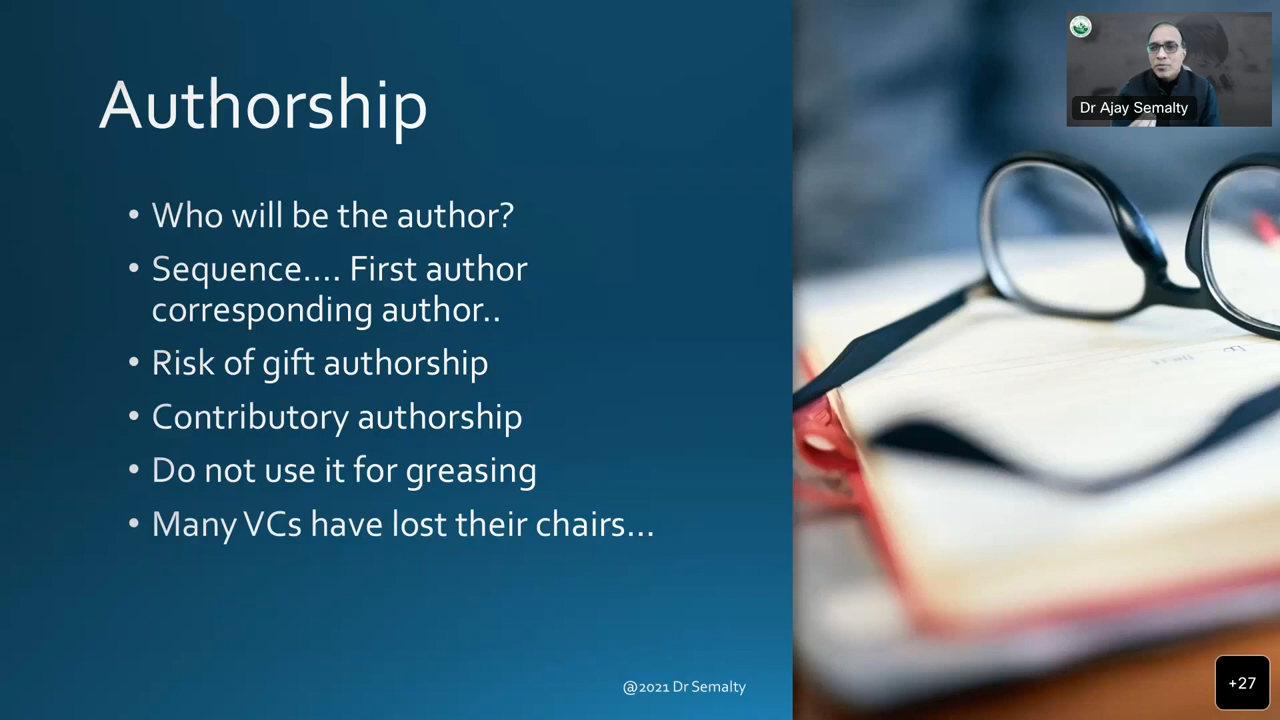 Authorship
• Who will be the author?
• Sequence.... First author
corresponding author..
• Risk of gift authorship
• Contributory authorship
• Do not use it for greasing
• Many VCs have lost their chairs...
@2021 Dr Semalty
Dr Ajay Semalty
+27